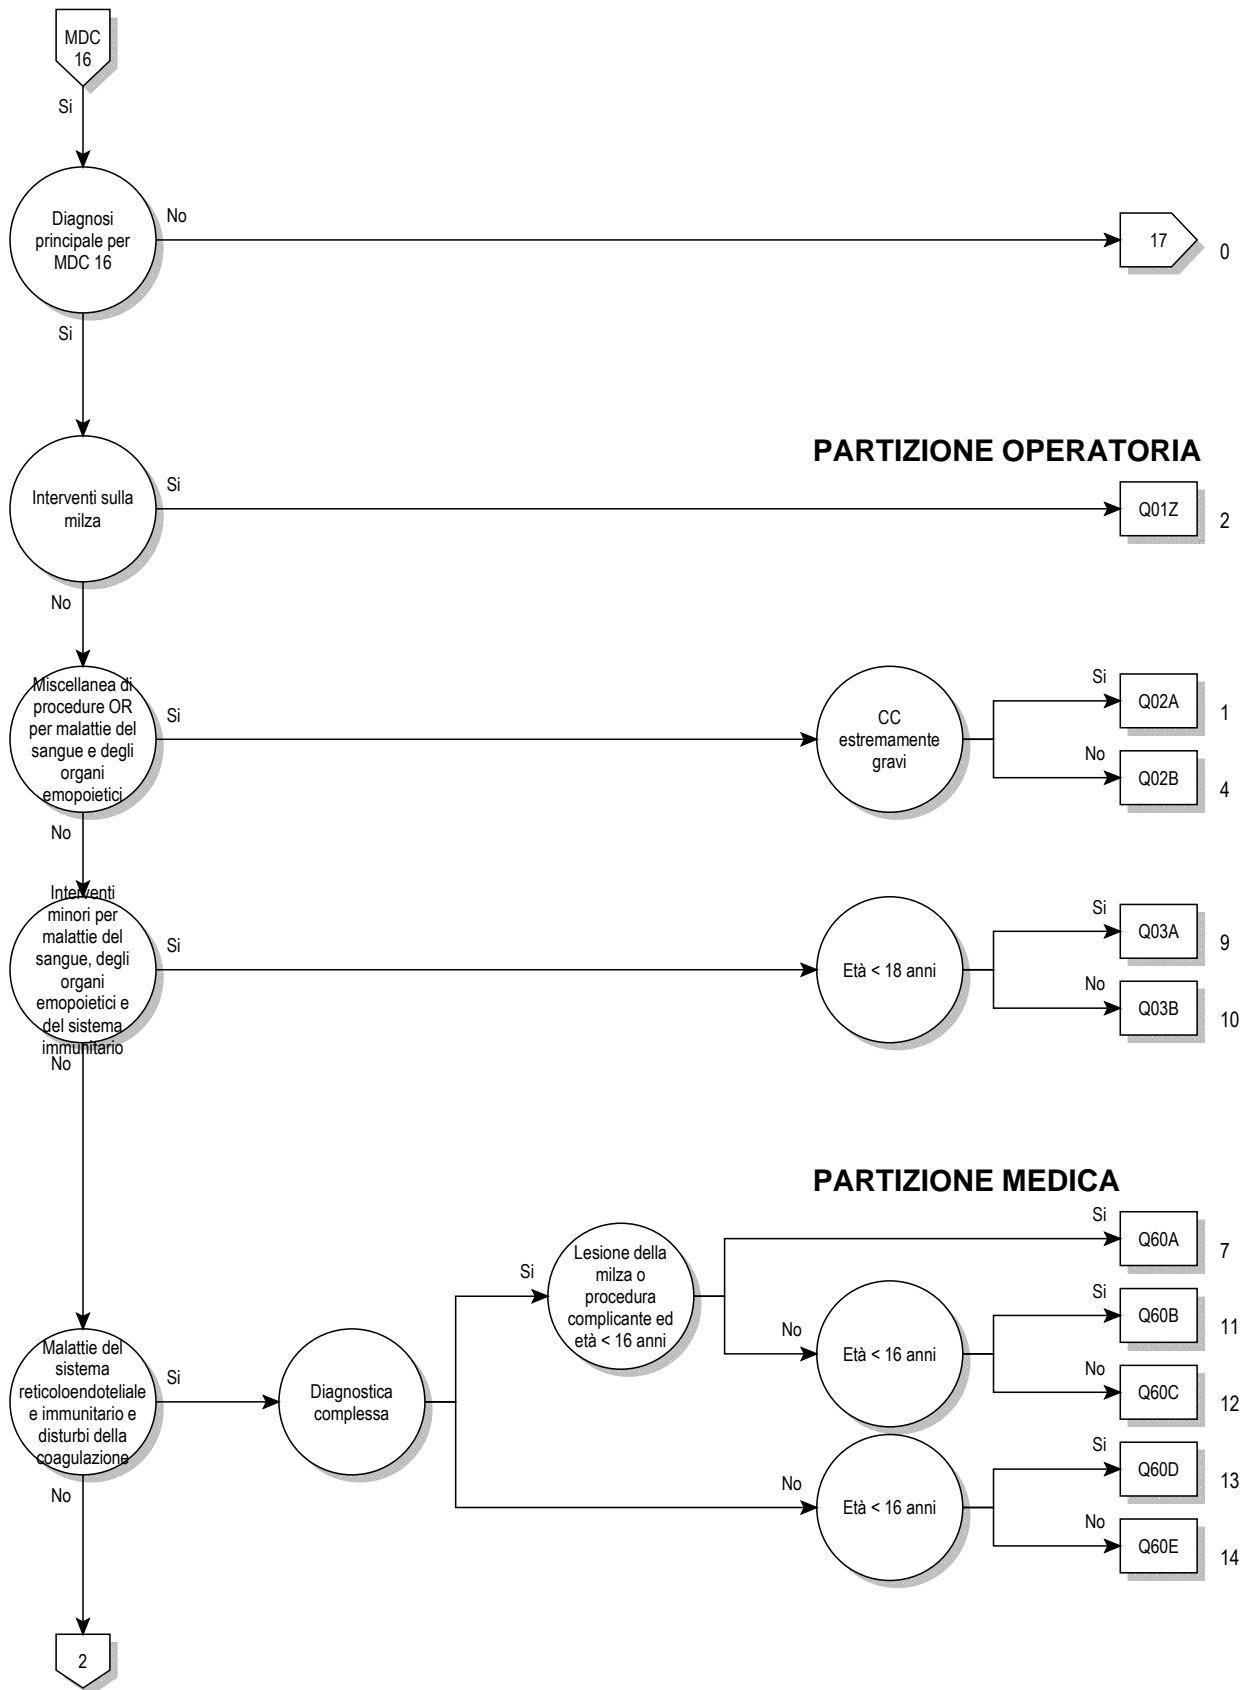 MDC
16
Si
Diagnosi
principale per
MDC 16
No
17
0
Si
PARTIZIONE OPERATORIA
Interventi sulla
milza
Si
Q01Z
2
No
Miscellanea di
procedure OR
per malattie del
sangue e degli
organi
emopoietici
Si
CC
estremamente
gravi
Si
Q02A
1
No
Q02B
4
No
Interventi
minori per
malattie del
sangue, degli
organi
emopoietici e
del sistema
immunitario
Si
Età < 18 anni
Si
Q03A
9
No
Q03B
10
No
PARTIZIONE MEDICA
Malattie del
sistema
reticoloendoteliale
e immunitario e
disturbi della
coagulazione
Si
Diagnostica
complessa
Si
Lesione della
milza o
procedura
complicante ed
età < 16 anni
Si
Q60A
7
No
Età < 16 anni
Si
Q60B
11
No
Q60C
12
No
Età < 16 anni
Si
Q60D
13
No
Q60E
14
No
2